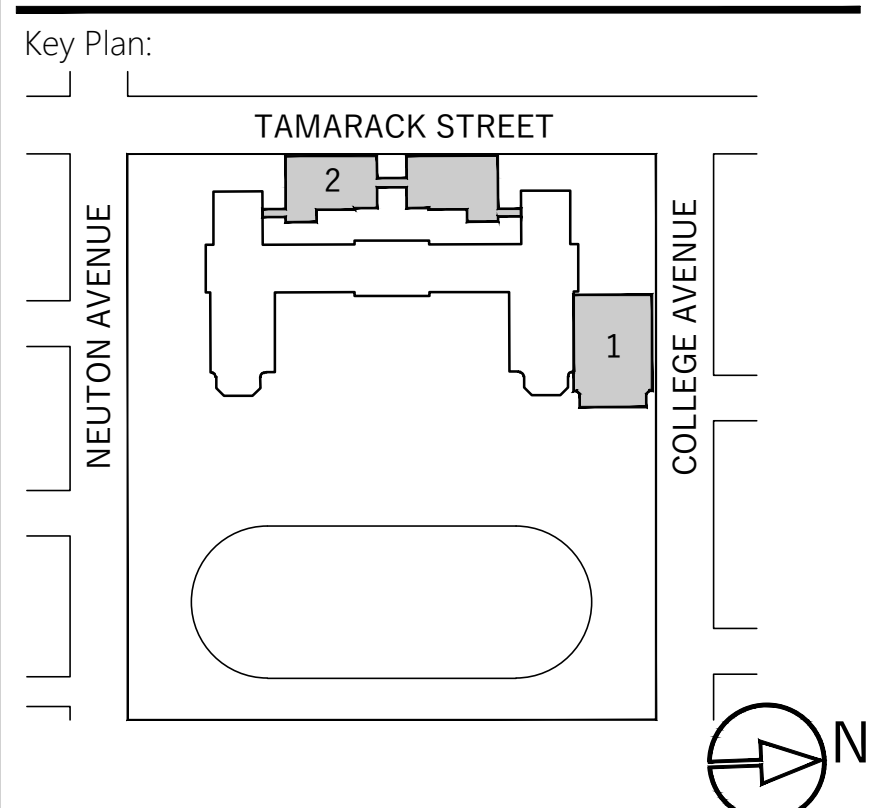 Key Plan:
TAMARACK STREET
2
NEUTON AVENUE
COLLEGE AVENUE
1
N